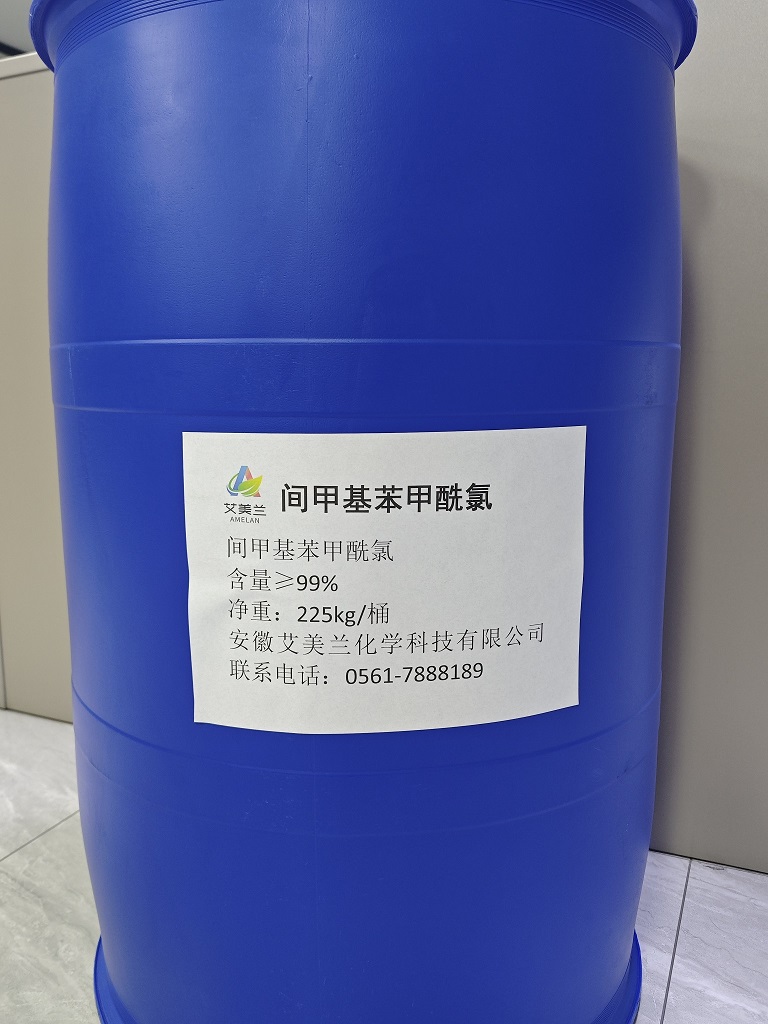 艾美兰
AMELAN
间甲基苯甲酰氯
间甲基苯甲酰氯
含量≥99%
净重：225kg/桶
安徽艾美兰化学科技有限公司
联系电话：0561-7888189